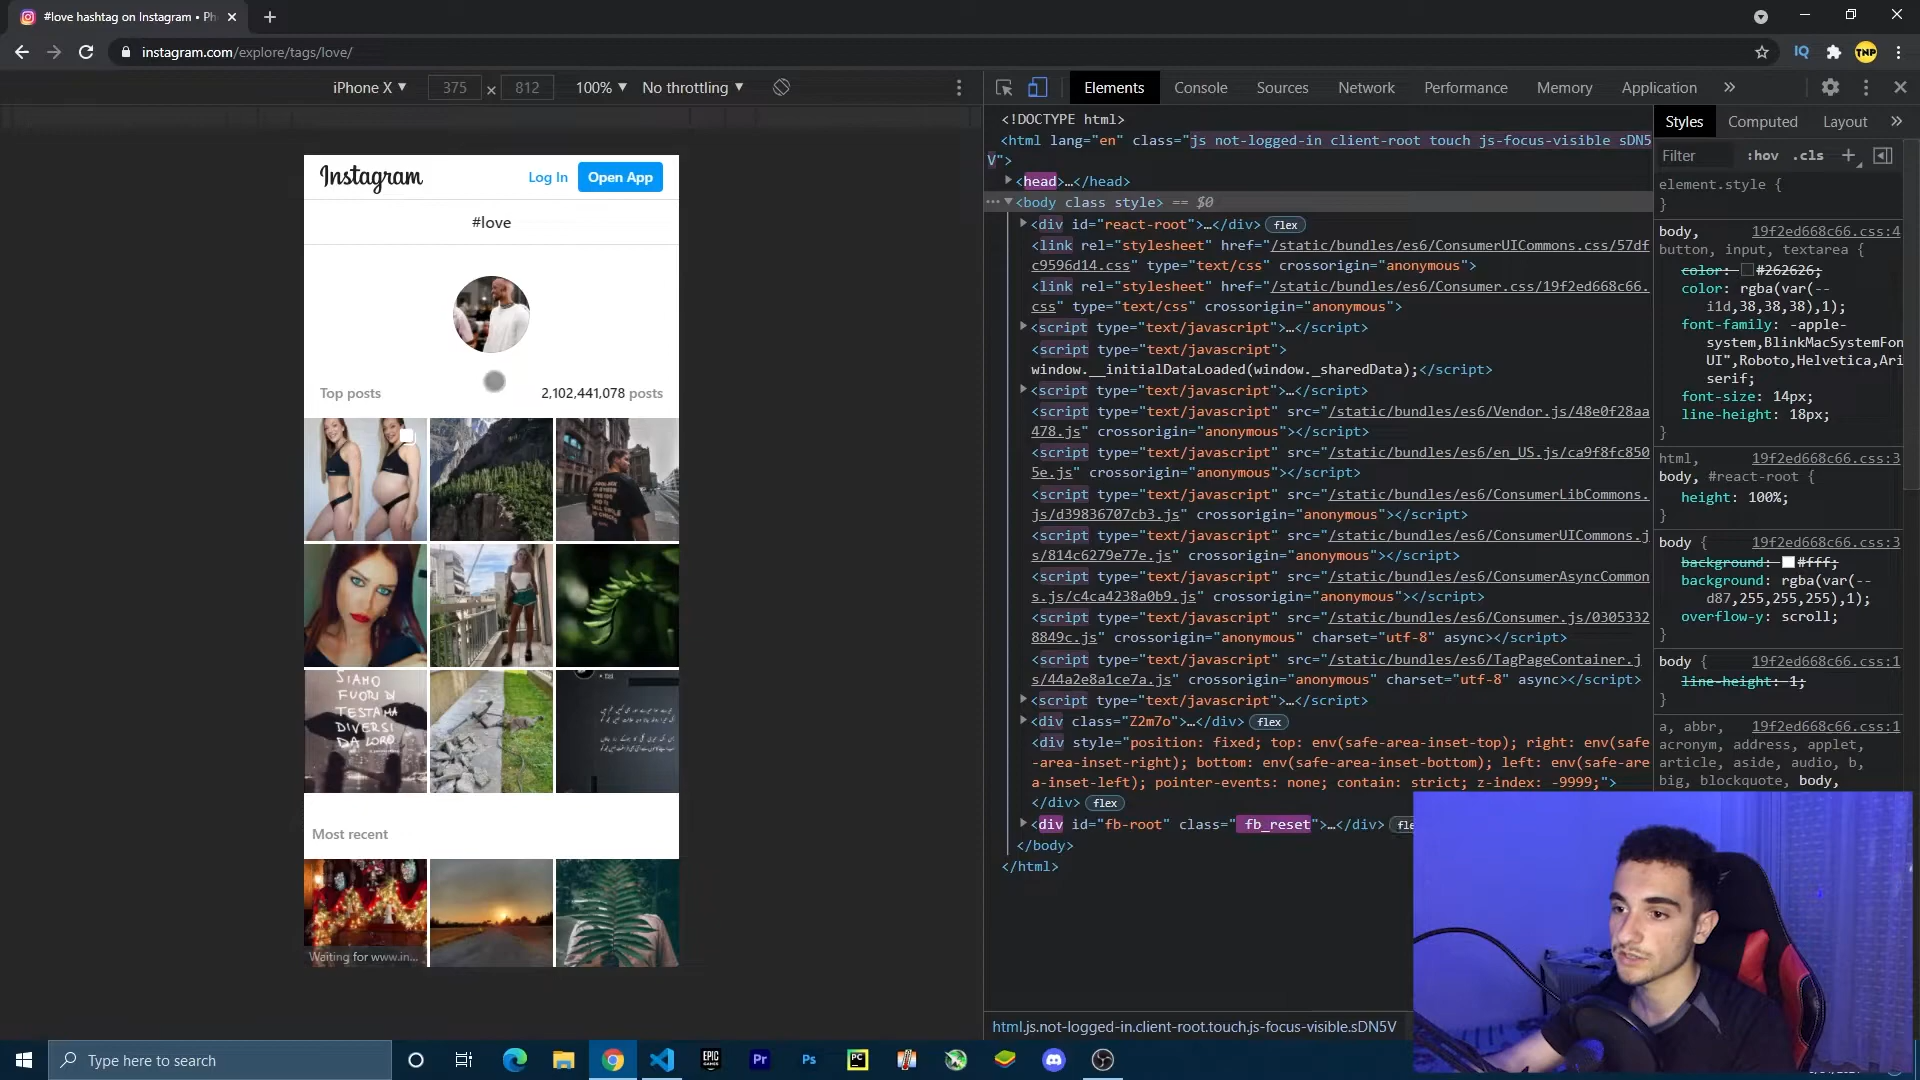 #love hashtag on Instagram • Ph
instagram.com/explore/tags/love/
IQ
TNP
iPhone X
375
×
812
100%
No throttling
Elements
Console
Sources
Network
Performance
Memory
Application
»
Instagram
Log In
Open App
#love
Top posts
2,102,441,078 posts
SIAMO
FUORI DI
TESTA MA
DIVERSI
DA LORO
Most recent
Waiting for www.in...
<!DOCTYPE html>
<html lang="en" class="js not-logged-in client-root touch js-focus-visible sDN5
V">
<head>…</head>
<body class style> == $0
<div id="react-root">…</div> flex
<link rel="stylesheet" href="/static/bundles/es6/ConsumerUICommons.css/57df
c9596d14.css" type="text/css" crossorigin="anonymous">
<link rel="stylesheet" href="/static/bundles/es6/Consumer.css/19f2ed668c66.
css" type="text/css" crossorigin="anonymous">
<script type="text/javascript">…</script>
<script type="text/javascript">
window.__initialDataLoaded(window._sharedData);</script>
<script type="text/javascript">…</script>
<script type="text/javascript" src="/static/bundles/es6/Vendor.js/48e0f28aa
478.js" crossorigin="anonymous"></script>
<script type="text/javascript" src="/static/bundles/es6/en_US.js/ca9f8fc850
5e.js" crossorigin="anonymous"></script>
<script type="text/javascript" src="/static/bundles/es6/ConsumerLibCommons.
js/d39836707cb3.js" crossorigin="anonymous"></script>
<script type="text/javascript" src="/static/bundles/es6/ConsumerUICommons.j
s/814c6279e77e.js" crossorigin="anonymous"></script>
<script type="text/javascript" src="/static/bundles/es6/ConsumerAsyncCommon
s.js/c4ca4238a0b9.js" crossorigin="anonymous"></script>
<script type="text/javascript" src="/static/bundles/es6/Consumer.js/0305332
8849c.js" crossorigin="anonymous" charset="utf-8" async></script>
<script type="text/javascript" src="/static/bundles/es6/TagPageContainer.j
s/44a2e8a1ce7a.js" crossorigin="anonymous" charset="utf-8" async></script>
<script type="text/javascript">…</script>
<div class="Z2m7o">…</div> flex
<div style="position: fixed; top: env(safe-area-inset-top); right: env(safe
-area-inset-right); bottom: env(safe-area-inset-bottom); left: env(safe-are
a-inset-left); pointer-events: none; contain: strict; z-index: -9999;">
</div> flex
<div id="fb-root" class=" fb_reset">…</div> fle
</body>
</html>
html.js.not-logged-in.client-root.touch.js-focus-visible.sDN5V
Styles
Computed
Layout
»
Filter
:hov
.cls
+
element.style {
}
body, 19f2ed668c66.css:4
button, input, textarea {
color: #262626;
color: rgba(var(--
i1d,38,38,38),1);
font-family: -apple-
system,BlinkMacSystemFon
UI",Roboto,Helvetica,Ari
serif;
font-size: 14px;
line-height: 18px;
}
html, 19f2ed668c66.css:3
body, #react-root {
height: 100%;
}
body { 19f2ed668c66.css:3
background: #fff;
background: rgba(var(--
d87,255,255,255),1);
overflow-y: scroll;
}
body { 19f2ed668c66.css:1
line-height: 1;
}
a, abbr, 19f2ed668c66.css:1
acronym, address, applet,
article, aside, audio, b,
big, blockquote, body,
Type here to search
EPIC
GAMES
Pr
Ps
PC